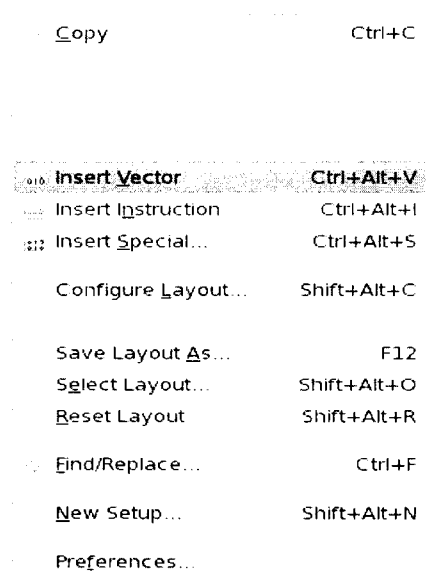 Copy Ctrl+C
Insert Vector Ctrl+Alt+V
Insert Instruction Ctrl+Alt+I
Insert Special... Ctrl+Alt+S
Configure Layout... Shift+Alt+C
Save Layout As... F12
Select Layout... Shift+Alt+O
Reset Layout Shift+Alt+R
Find/Replace... Ctrl+F
New Setup... Shift+Alt+N
Preferences...